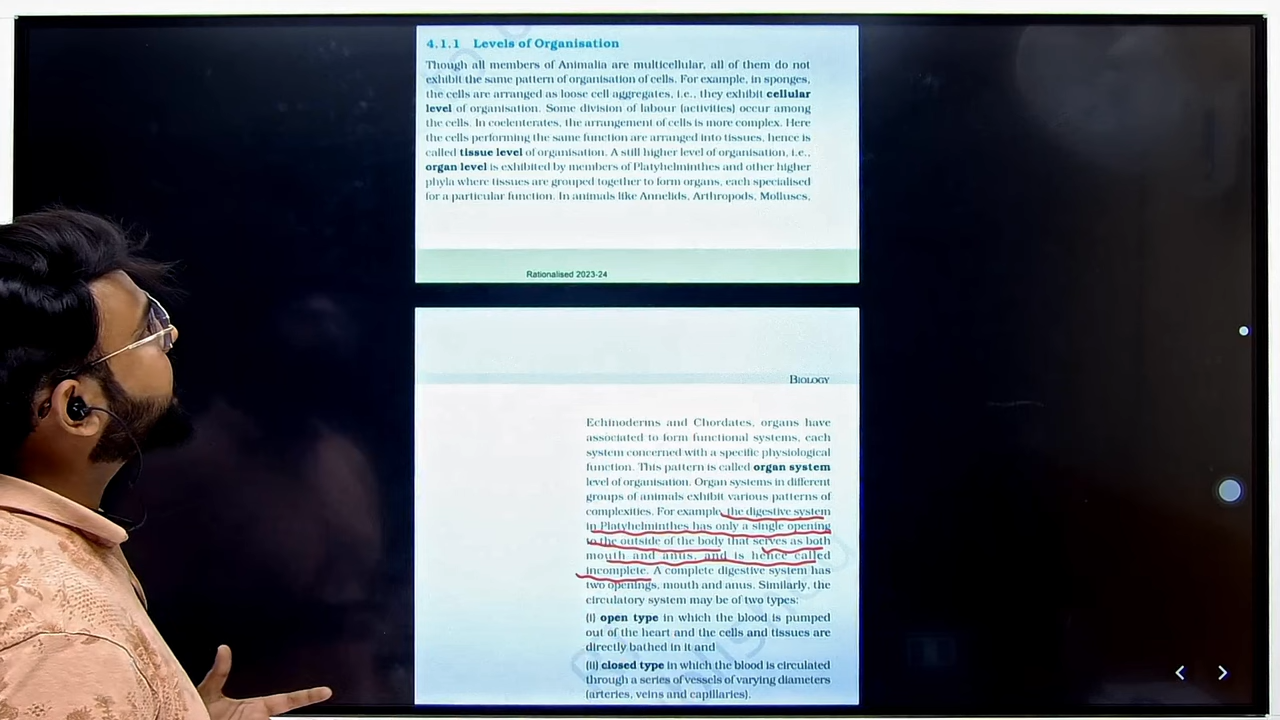 4.1.1 Levels of Organisation
Though all members of Animalia are multicellular, all of them do not
exhibit the same pattern of organisation of cells. For example, in sponges,
the cells are arranged as loose cell aggregates, i.e., they exhibit cellular
level of organisation. Some division of labour (activities) occur among
the cells. In coelenterates, the arrangement of cells is more complex. Here
the cells performing the same function are arranged into tissues, hence is
called tissue level of organisation. A still higher level of organisation, i.e.,
organ level is exhibited by members of Platyhelminthes and other higher
phyla where tissues are grouped together to form organs, each specialised
for a particular function. In animals like Annelids, Arthropods, Molluscs,
Rationalised 2023-24
BIOLOGY
Echinoderms and Chordates, organs have
associated to form functional systems, each
system concerned with a specific physiological
function. This pattern is called organ system
level of organisation. Organ systems in different
groups of animals exhibit various patterns of
complexities. For example, the digestive system
in Platyhelminthes has only a single opening
to the outside of the body that serves as both
mouth and anus, and is hence called
incomplete. A complete digestive system has
two openings, mouth and anus. Similarly, the
circulatory system may be of two types:
(i) open type in which the blood is pumped
out of the heart and the cells and tissues are
directly bathed in it and
(ii) closed type in which the blood is circulated
through a series of vessels of varying diameters
(arteries, veins and capillaries).